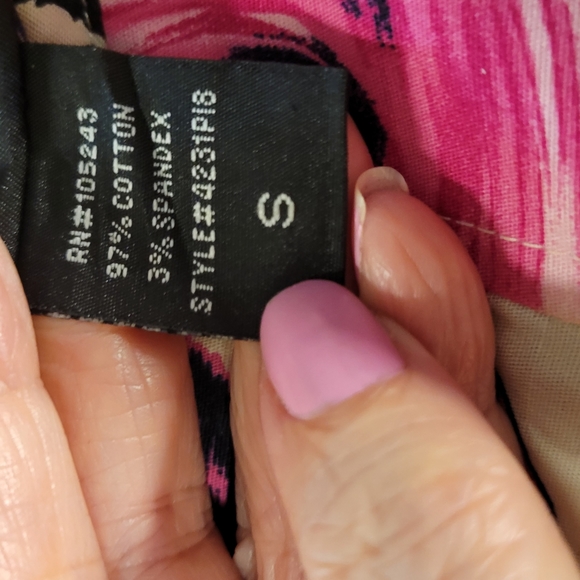 RN#105243
97% COTTON
3% SPANDEX
STYLE#4231P18
S